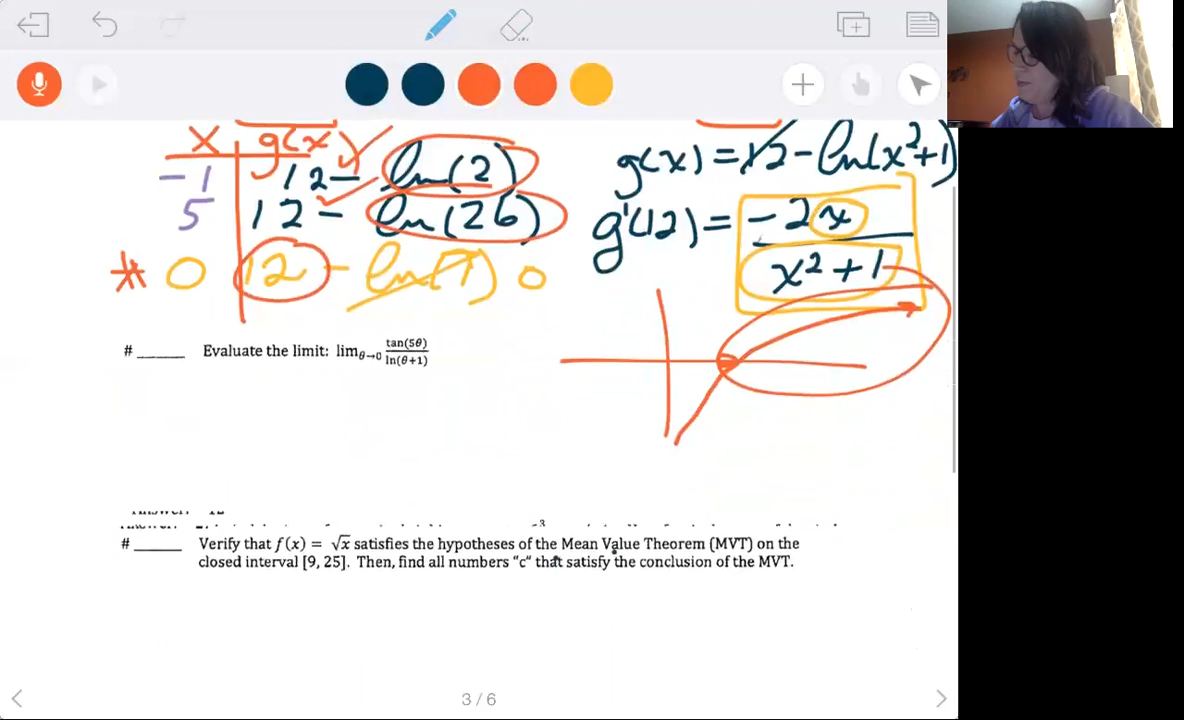 x g(x)
-1 12 - ln(2)
5 12 - ln(26)
* 0 12 - ln(1) 0
g(x) = 12 - ln(x²+1)
g'(12) = -2x
x² + 1
# ______ Evaluate the limit: lim θ→0 tan(5θ)
ln(θ+1)
# ______ Verify that f(x) = √x satisfies the hypotheses of the Mean Value Theorem (MVT) on the
closed interval [9, 25]. Then, find all numbers "c" that satisfy the conclusion of the MVT.
3 / 6